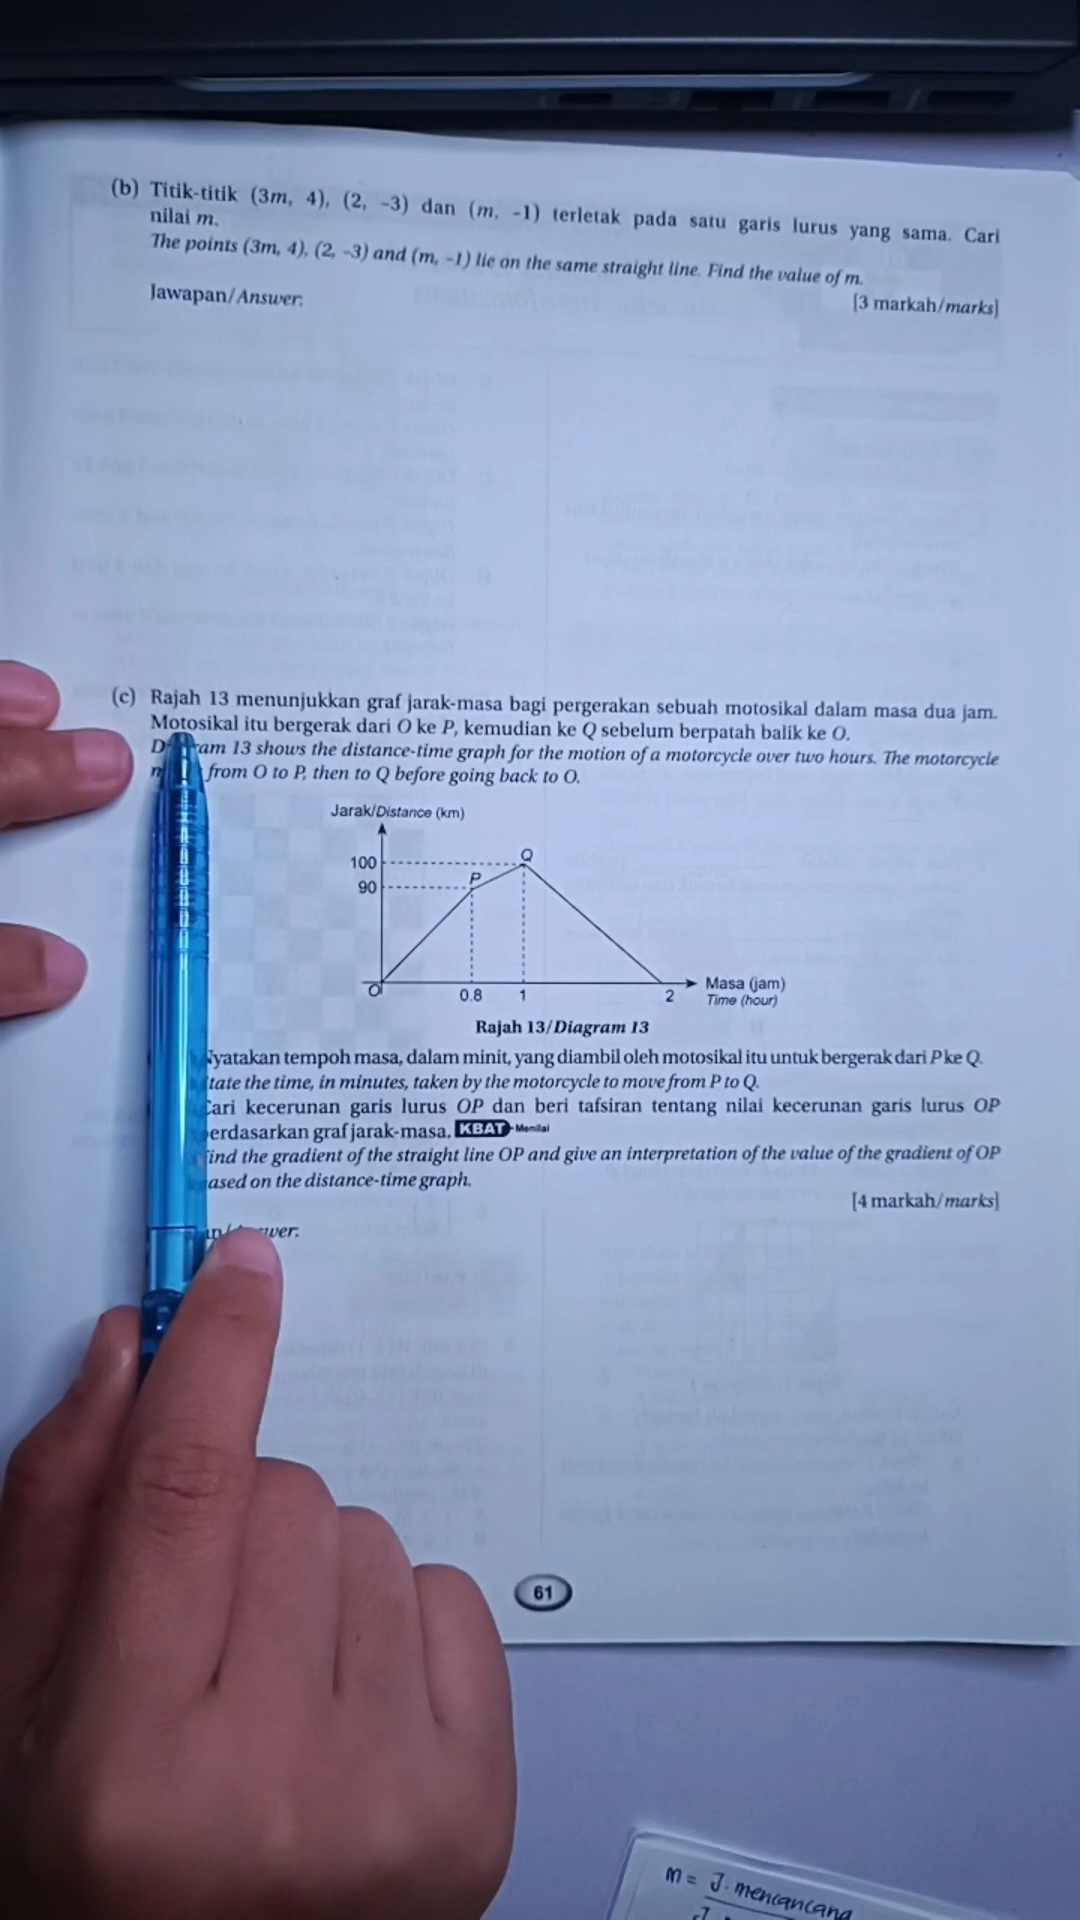 (b) Titik-titik (3m, 4), (2, -3) dan (m, -1) terletak pada satu garis lurus yang sama. Cari
nilai m.
The points (3m, 4), (2, -3) and (m, -1) lie on the same straight line. Find the value of m.
[3 markah/marks]
Jawapan/Answer:
(c) Rajah 13 menunjukkan graf jarak-masa bagi pergerakan sebuah motosikal dalam masa dua jam.
Motosikal itu bergerak dari O ke P, kemudian ke Q sebelum berpatah balik ke O.
13 shows the distance-time graph for the motion of a motorcycle over two hours. The motorcycle
from O to P, then to Q before going back to O.
Jarak/Distance (km)
100
90
P
Q
O
0.8
1
2
Masa (jam)
Time (hour)
Rajah 13/Diagram 13
Nyatakan tempoh masa, dalam minit, yang diambil oleh motosikal itu untuk bergerak dari P ke Q.
tate the time, in minutes, taken by the motorcycle to move from P to Q.
Cari kecerunan garis lurus OP dan beri tafsiran tentang nilai kecerunan garis lurus OP
berdasarkan graf jarak-masa. KBAT Menilai
Find the gradient of the straight line OP and give an interpretation of the value of the gradient of OP
ased on the distance-time graph.
[4 markah/marks]
wer:
61
m = J. mencancang
J